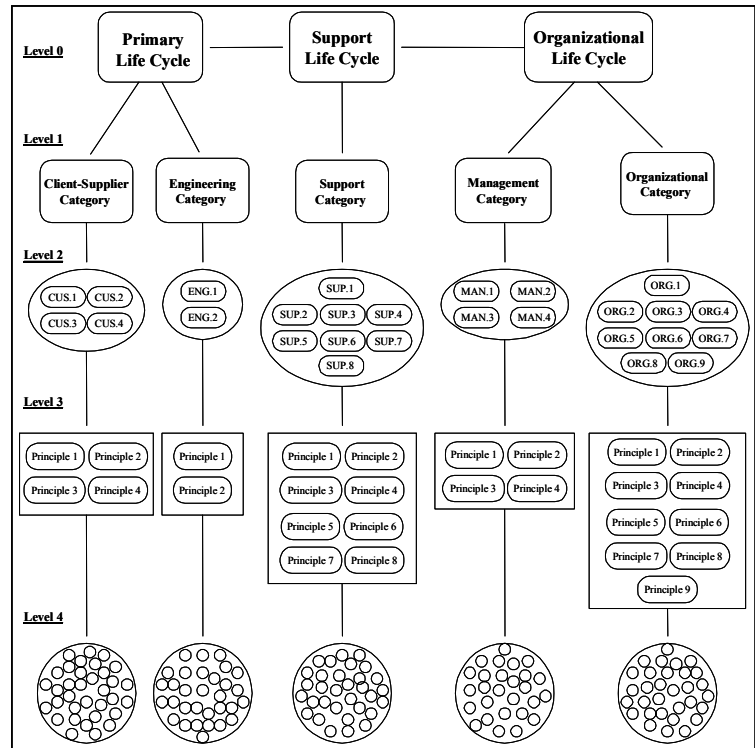 Level 0
Primary
Life Cycle
Support
Life Cycle
Organizational
Life Cycle
Level 1
Client-Supplier
Category
Engineering
Category
Support
Category
Management
Category
Organizational
Category
Level 2
CUS.1 CUS.2
CUS.3 CUS.4
ENG.1
ENG.2
SUP.1
SUP.2 SUP.3 SUP.4
SUP.5 SUP.6 SUP.7
SUP.8
MAN.1 MAN.2
MAN.3 MAN.4
ORG.1
ORG.2 ORG.3 ORG.4
ORG.5 ORG.6 ORG.7
ORG.8 ORG.9
Level 3
Principle 1 Principle 2
Principle 3 Principle 4
Principle 1
Principle 2
Principle 1 Principle 2
Principle 3 Principle 4
Principle 5 Principle 6
Principle 7 Principle 8
Principle 1 Principle 2
Principle 3 Principle 4
Principle 1 Principle 2
Principle 3 Principle 4
Principle 5 Principle 6
Principle 7 Principle 8
Principle 9
Level 4